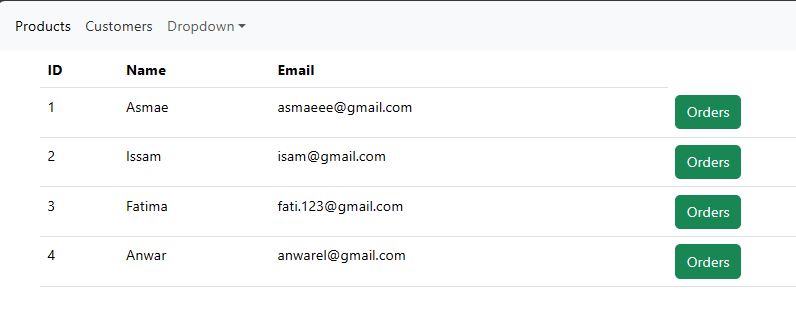 Products Customers Dropdown
ID Name Email
1 Asmae asmaeee@gmail.com Orders
2 Issam isam@gmail.com Orders
3 Fatima fati.123@gmail.com Orders
4 Anwar anwarel@gmail.com Orders